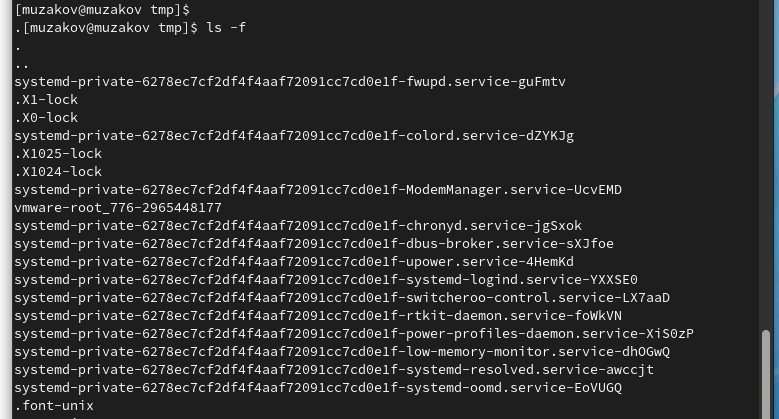 [muzakov@muzakov tmp]$
.[muzakov@muzakov tmp]$ ls -f
.
..
systemd-private-6278ec7cf2df4f4aaf72091cc7cd0e1f-fwupd.service-guFmtv
.X1-lock
.X0-lock
systemd-private-6278ec7cf2df4f4aaf72091cc7cd0e1f-colord.service-dZYKJg
.X1025-lock
.X1024-lock
systemd-private-6278ec7cf2df4f4aaf72091cc7cd0e1f-ModemManager.service-UcvEMD
vmware-root_776-2965448177
systemd-private-6278ec7cf2df4f4aaf72091cc7cd0e1f-chronyd.service-jgSxok
systemd-private-6278ec7cf2df4f4aaf72091cc7cd0e1f-dbus-broker.service-sXJfoe
systemd-private-6278ec7cf2df4f4aaf72091cc7cd0e1f-upower.service-4HemKd
systemd-private-6278ec7cf2df4f4aaf72091cc7cd0e1f-systemd-logind.service-YXXSE0
systemd-private-6278ec7cf2df4f4aaf72091cc7cd0e1f-switcheroo-control.service-LX7aaD
systemd-private-6278ec7cf2df4f4aaf72091cc7cd0e1f-rtkit-daemon.service-foWkVN
systemd-private-6278ec7cf2df4f4aaf72091cc7cd0e1f-power-profiles-daemon.service-XiS0zP
systemd-private-6278ec7cf2df4f4aaf72091cc7cd0e1f-low-memory-monitor.service-dhOGwQ
systemd-private-6278ec7cf2df4f4aaf72091cc7cd0e1f-systemd-resolved.service-awccjt
systemd-private-6278ec7cf2df4f4aaf72091cc7cd0e1f-systemd-oomd.service-EoVUGQ
.font-unix